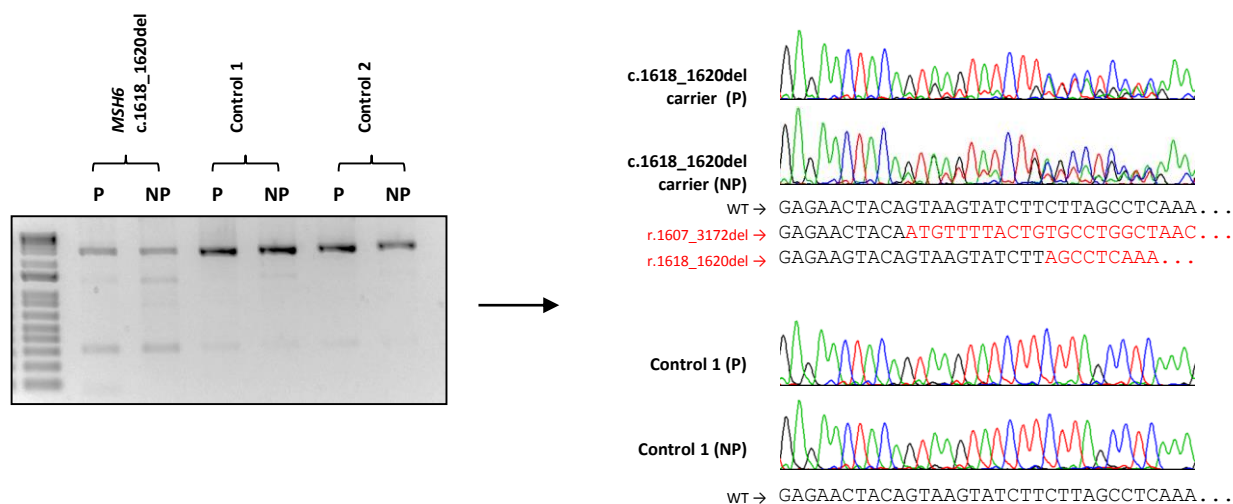 MSH6
c.1618_1620del
Control 1
Control 2
P NP P NP P NP
c.1618_1620del
carrier (P)
c.1618_1620del
carrier (NP)
WT → GAGAACTACAGTAAGTATCTTCTTAGCCTCAAA...
r.1607_3172del → GAGAACTACAATGTTTTACTGTGCCTGGCTAAC...
r.1618_1620del → GAGAAGTACAGTAAGTATCTTAGCCTCAAA...
Control 1 (P)
Control 1 (NP)
WT → GAGAACTACAGTAAGTATCTTCTTAGCCTCAAA...